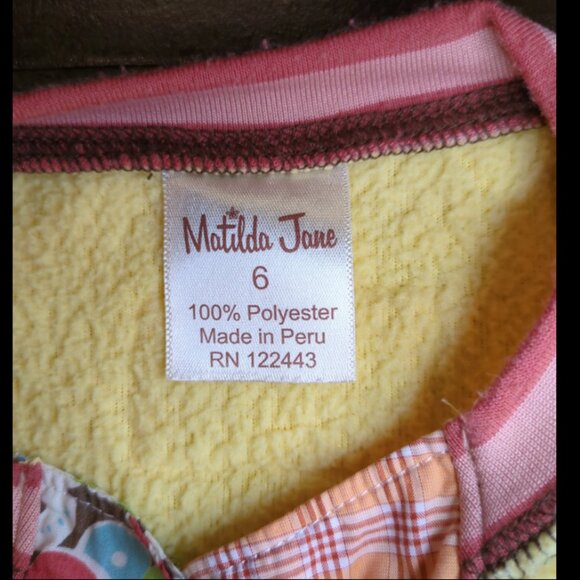 Matilda Jane
6
100% Polyester
Made in Peru
RN 122443